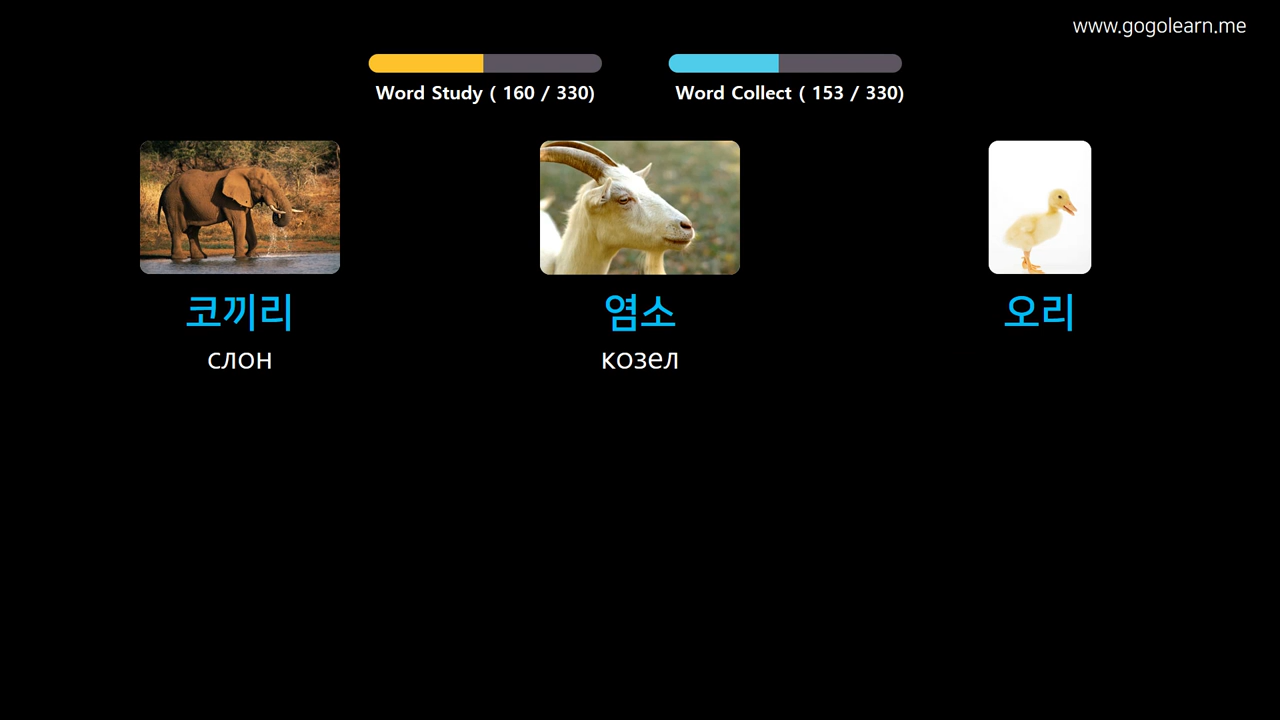 www.gogolearn.me
Word Study ( 160 / 330)
Word Collect ( 153 / 330)
코끼리
염소
오리
слон
козел